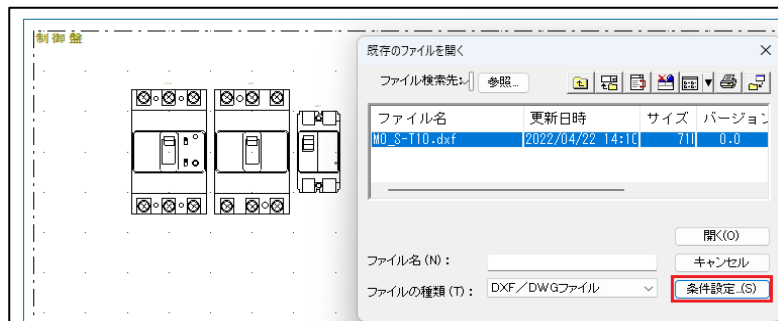 制御盤
既存のファイルを開く
ファイル検索先:
参照...
ファイル名 更新日時 サイズ バージョン
MO_S-T10.dxf 2022/04/22 14:10 711 0.0
開く(O)
ファイル名(N):
キャンセル
ファイルの種類(T): DXF/DWGファイル
条件設定...(S)